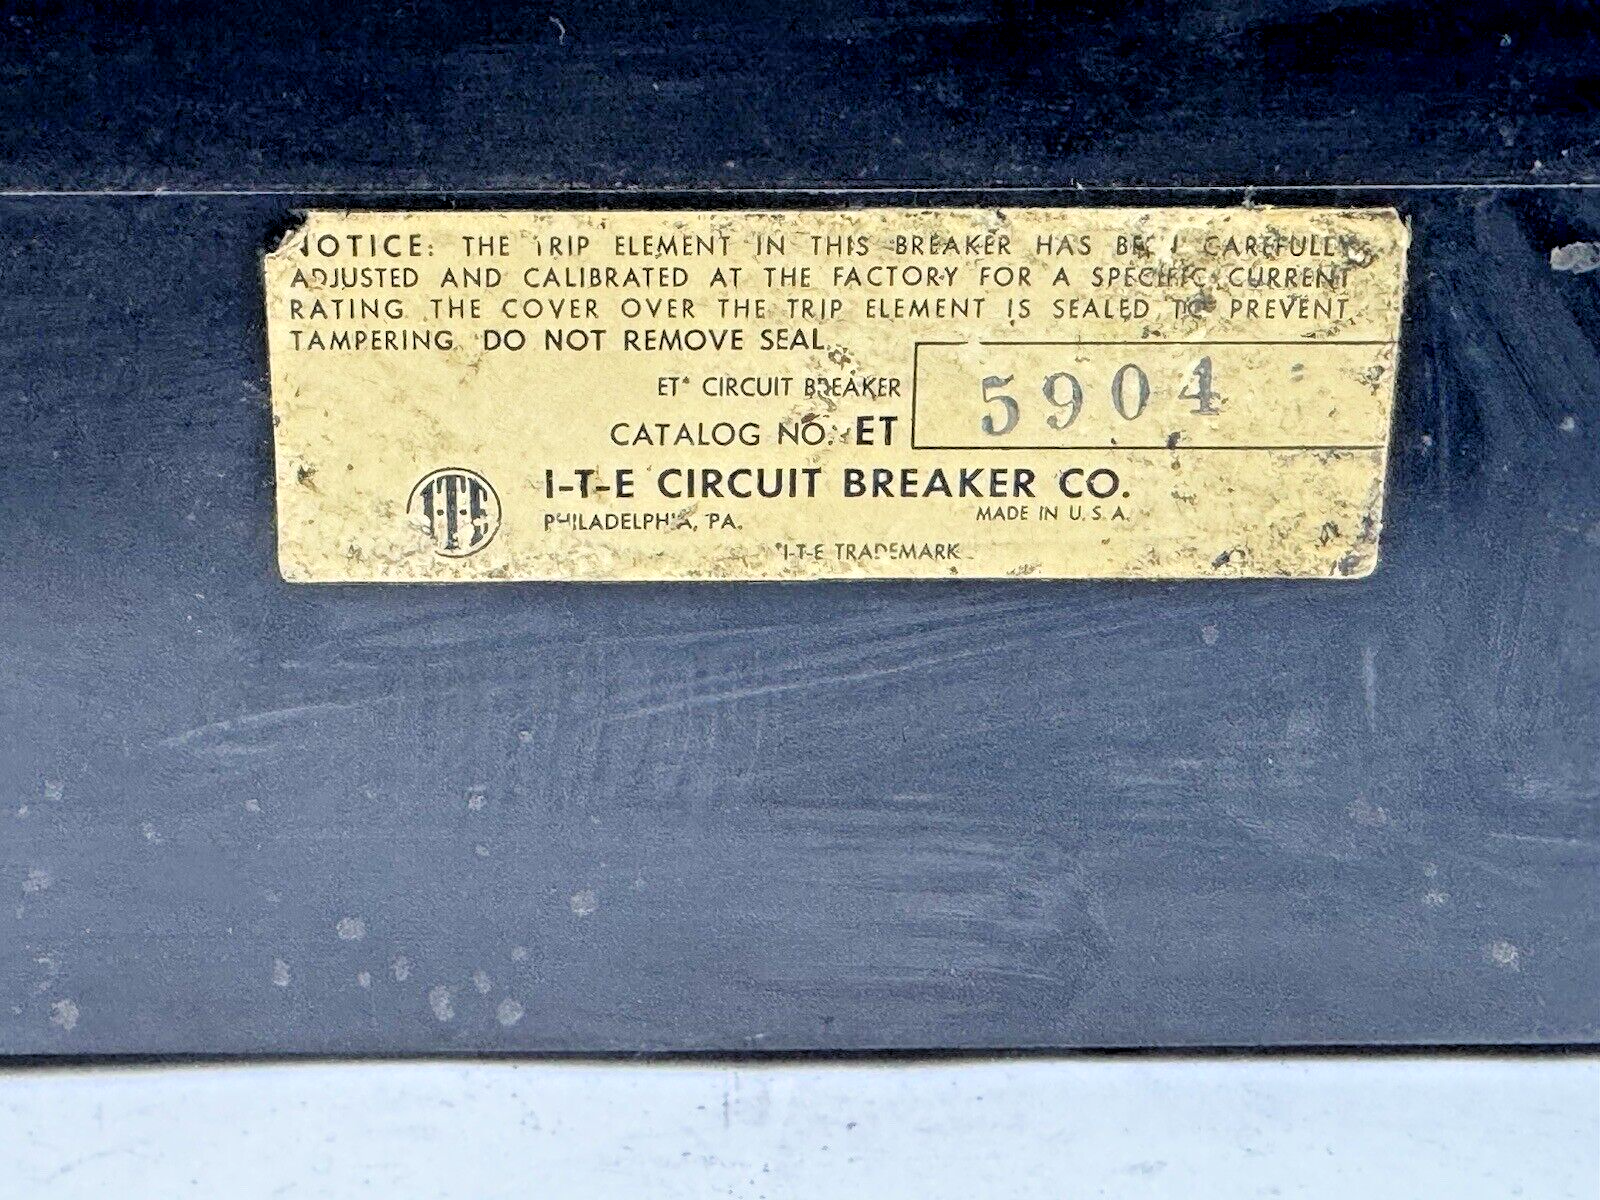 NOTICE: THE TRIP ELEMENT IN THIS BREAKER HAS BEEN CAREFULLY
ADJUSTED AND CALIBRATED AT THE FACTORY FOR A SPECIFIC CURRENT
RATING. THE COVER OVER THE TRIP ELEMENT IS SEALED TO PREVENT
TAMPERING. DO NOT REMOVE SEAL.
ET* CIRCUIT BREAKER
CATALOG NO. ET 5904
I-T-E
I-T-E CIRCUIT BREAKER CO.
PHILADELPHIA, PA. MADE IN U.S.A.
*I-T-E TRADEMARK